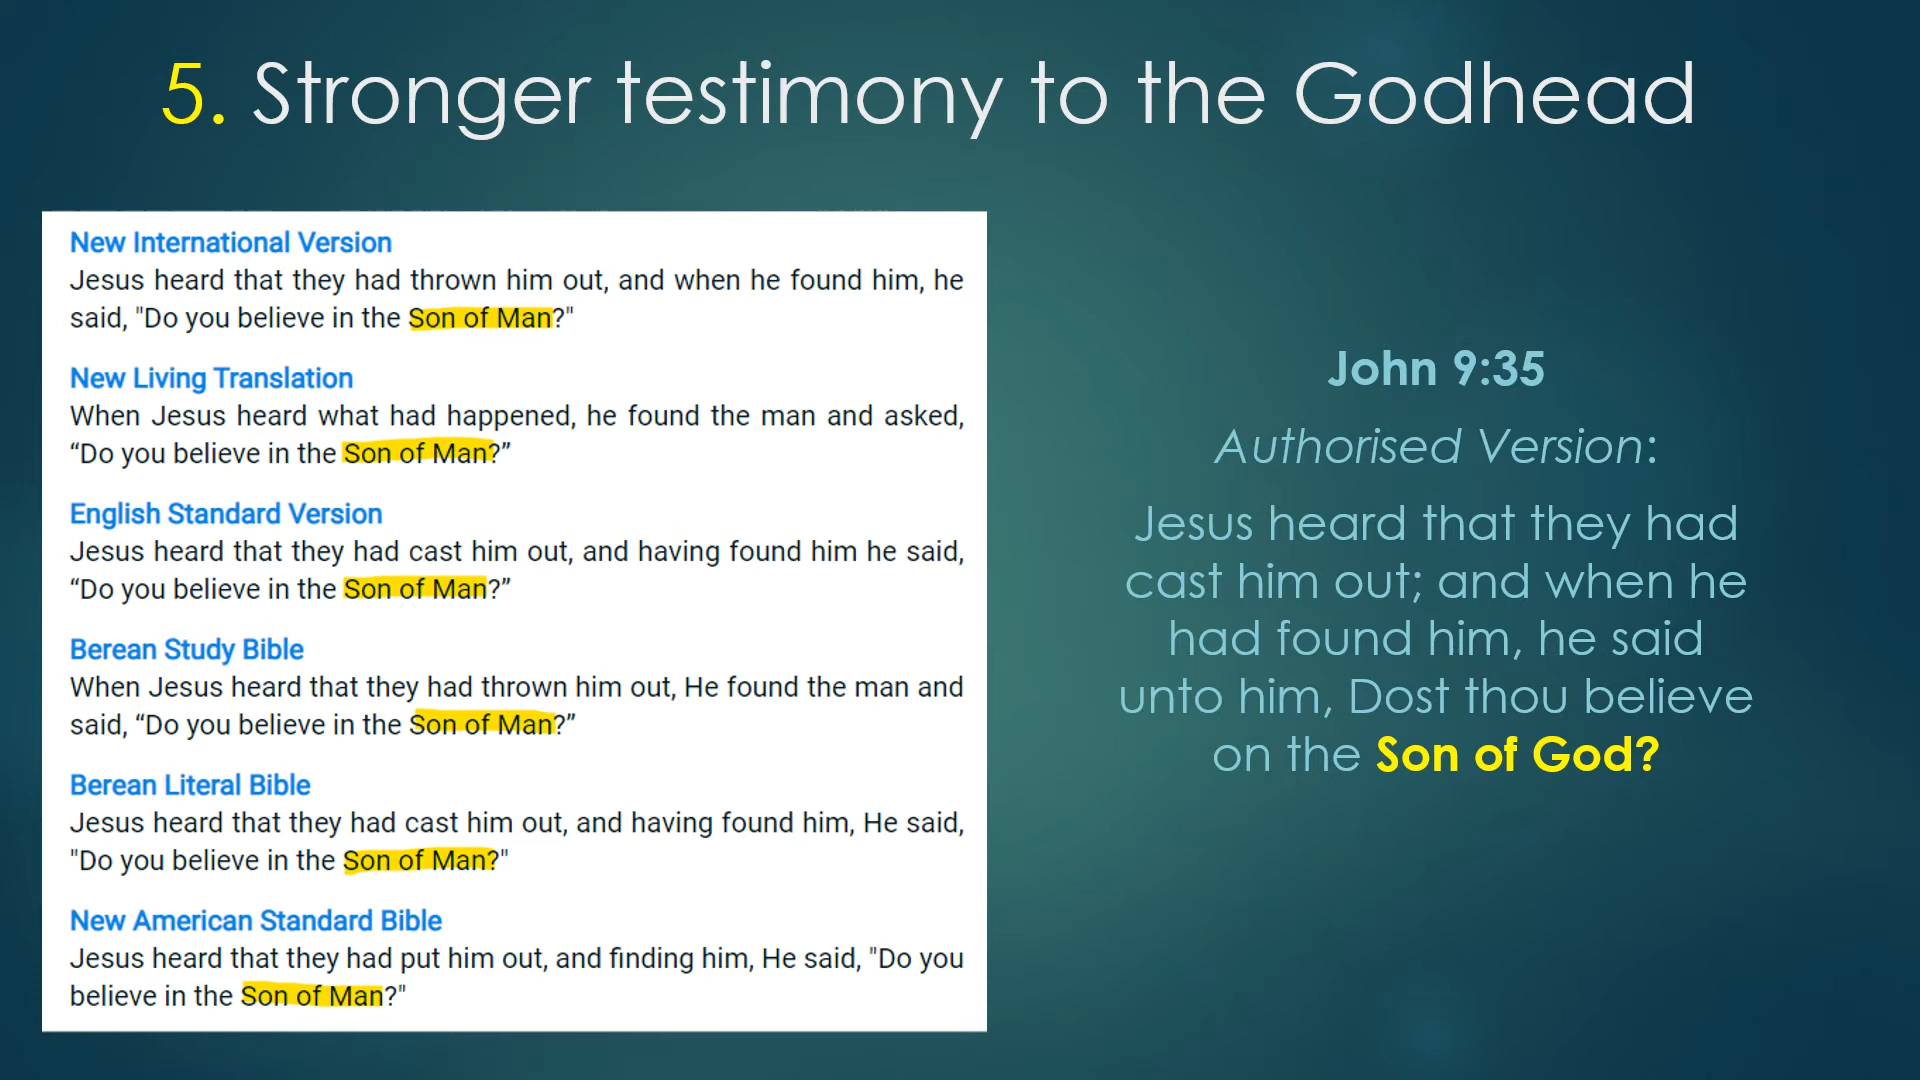 5. Stronger testimony to the Godhead
New International Version
Jesus heard that they had thrown him out, and when he found him, he
said, "Do you believe in the Son of Man?"
New Living Translation
When Jesus heard what had happened, he found the man and asked,
“Do you believe in the Son of Man?”
English Standard Version
Jesus heard that they had cast him out, and having found him he said,
“Do you believe in the Son of Man?”
Berean Study Bible
When Jesus heard that they had thrown him out, He found the man and
said, “Do you believe in the Son of Man?”
Berean Literal Bible
Jesus heard that they had cast him out, and having found him, He said,
"Do you believe in the Son of Man?"
New American Standard Bible
Jesus heard that they had put him out, and finding him, He said, "Do you
believe in the Son of Man?"
John 9:35
Authorised Version:
Jesus heard that they had
cast him out; and when he
had found him, he said
unto him, Dost thou believe
on the Son of God?